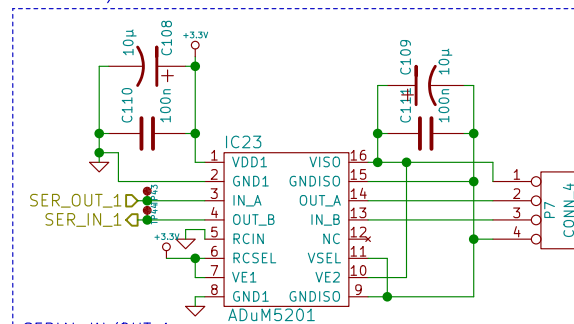 10µ
C108
+3.3V
C110
100n
C109
10µ
C111
100n
IC23
1 VDD1
2 GND1
3 IN_A
4 OUT_B
5 RCIN
6 RCSEL
7 VE1
8 GND1
VISO 16
GNDISO 15
OUT_A 14
IN_B 13
NC 12
VSEL 11
VE2 10
GNDISO 9
ADuM5201
SER_OUT_1
SER_IN_1
+3.3V
1
2
3
4
P7
CONN_4